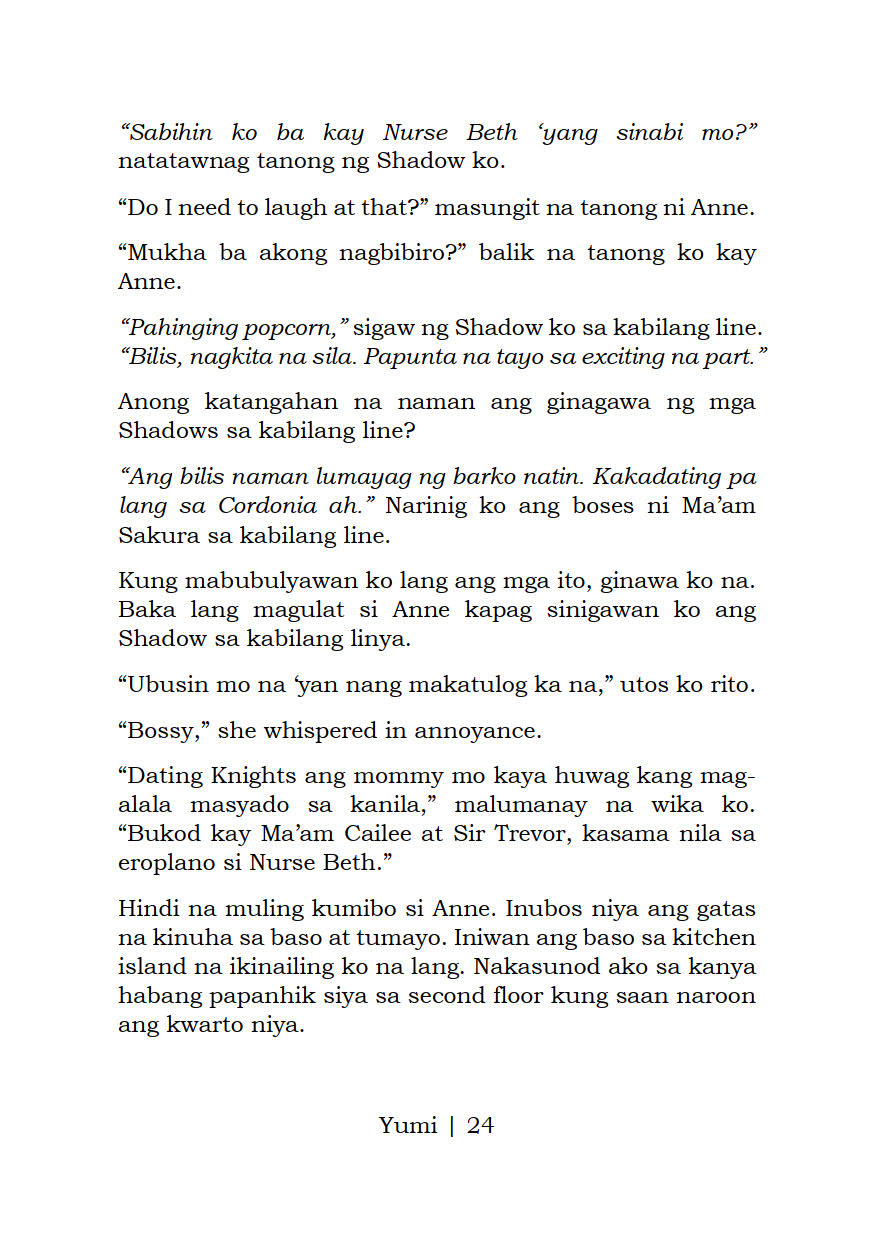 “Sabihin ko ba kay Nurse Beth ‘yang sinabi mo?”
natatawnag tanong ng Shadow ko.
“Do I need to laugh at that?” masungit na tanong ni Anne.
“Mukha ba akong nagbibiro?” balik na tanong ko kay
Anne.
“Pahinging popcorn,” sigaw ng Shadow ko sa kabilang line.
“Bilis, nagkita na sila. Papunta na tayo sa exciting na part.”
Anong katangahan na naman ang ginagawa ng mga
Shadows sa kabilang line?
“Ang bilis naman lumayag ng barko natin. Kakadating pa
lang sa Cordonia ah.” Narinig ko ang boses ni Ma’am
Sakura sa kabilang line.
Kung mabubulyawan ko lang ang mga ito, ginawa ko na.
Baka lang magulat si Anne kapag sinigawan ko ang
Shadow sa kabilang linya.
“Ubusin mo na ‘yan nang makatulog ka na,” utos ko rito.
“Bossy,” she whispered in annoyance.
“Dating Knights ang mommy mo kaya huwag kang mag-
alala masyado sa kanila,” malumanay na wika ko.
“Bukod kay Ma’am Cailee at Sir Trevor, kasama nila sa
eroplano si Nurse Beth.”
Hindi na muling kumibo si Anne. Inubos niya ang gatas
na kinuha sa baso at tumayo. Iniwan ang baso sa kitchen
island na ikinailing ko na lang. Nakasunod ako sa kanya
habang papanhik siya sa second floor kung saan naroon
ang kwarto niya.
Yumi | 24